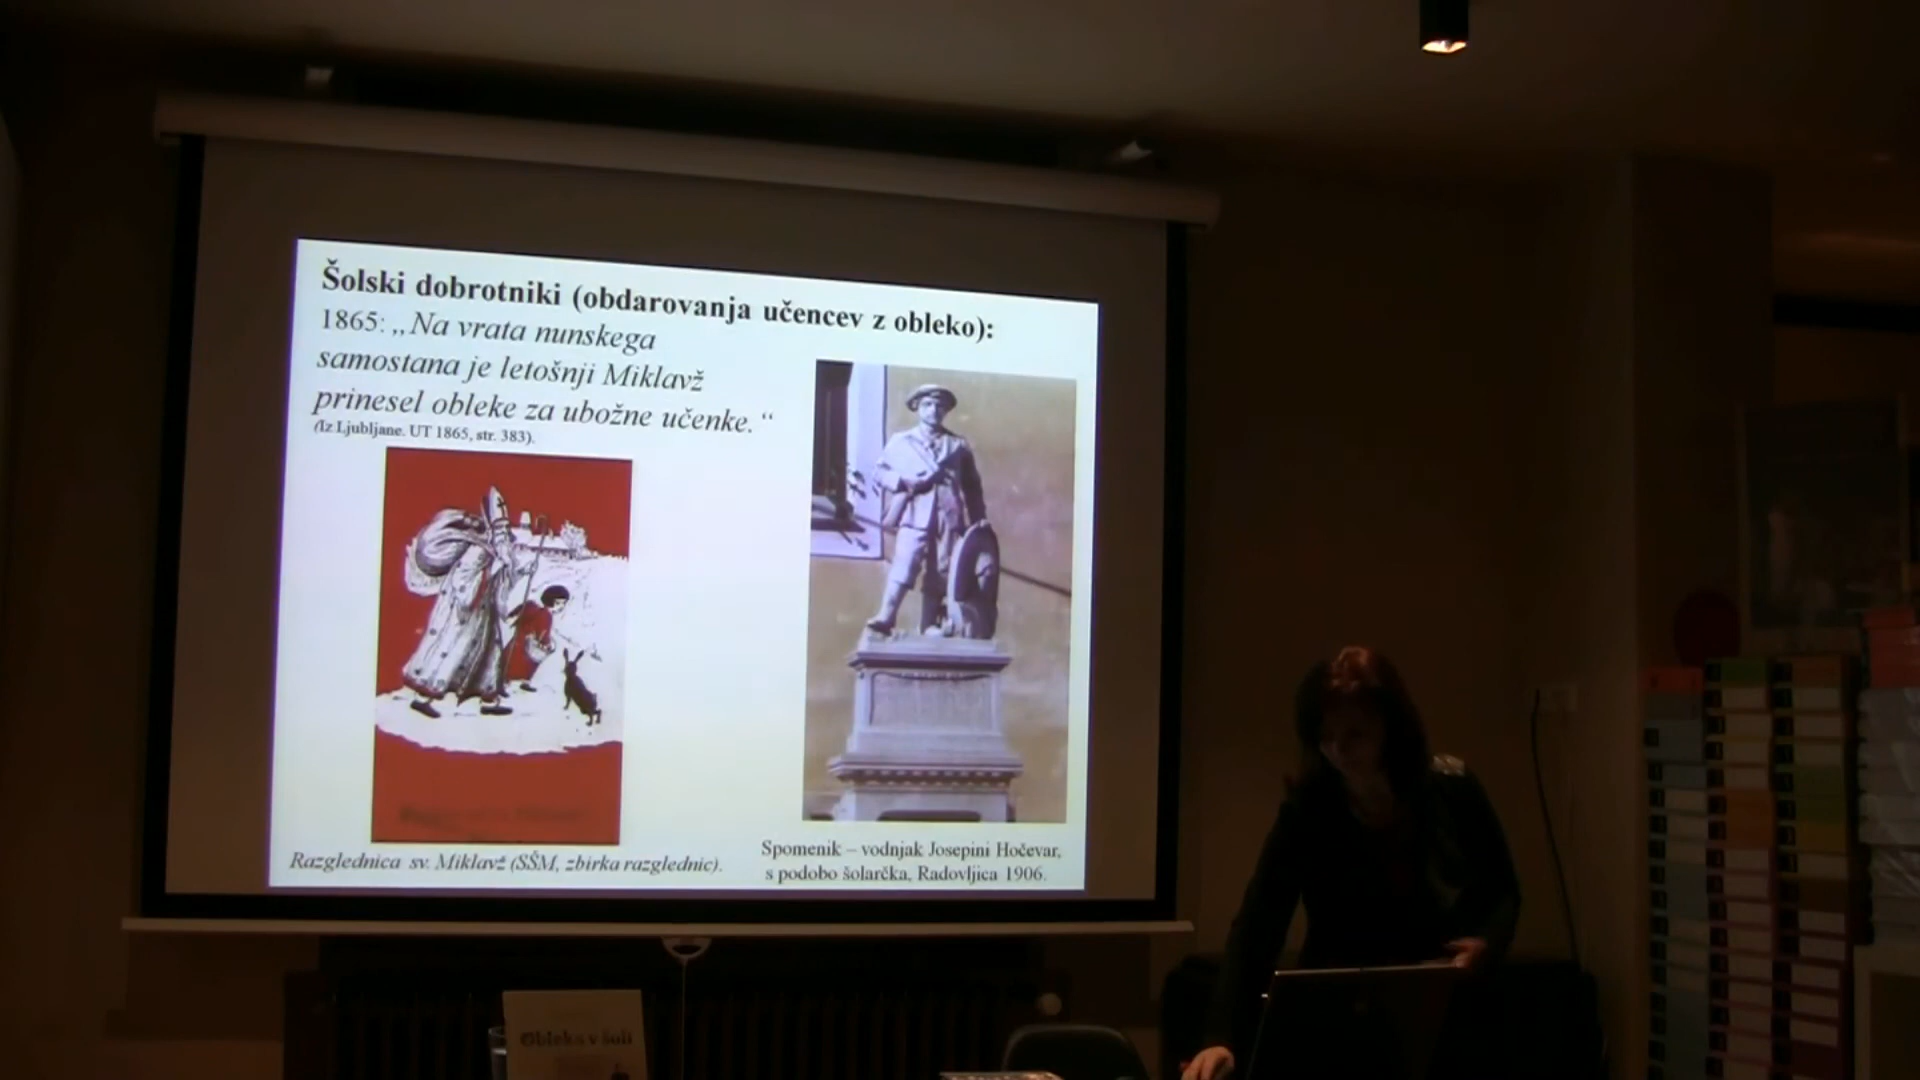 Šolski dobrotniki (obdarovanja učencev z obleko):
1865: „Na vrata nunskega
samostana je letošnji Miklavž
prinesel obleke za ubožne učenke.“
(Iz Ljubljane. UT 1865, str. 383).
Razglednica sv. Miklavž (SŠM, zbirka razglednic).
Spomenik – vodnjak Josepini Hočevar,
s podobo šolarčka, Radovljica 1906.
Obleka v šoli